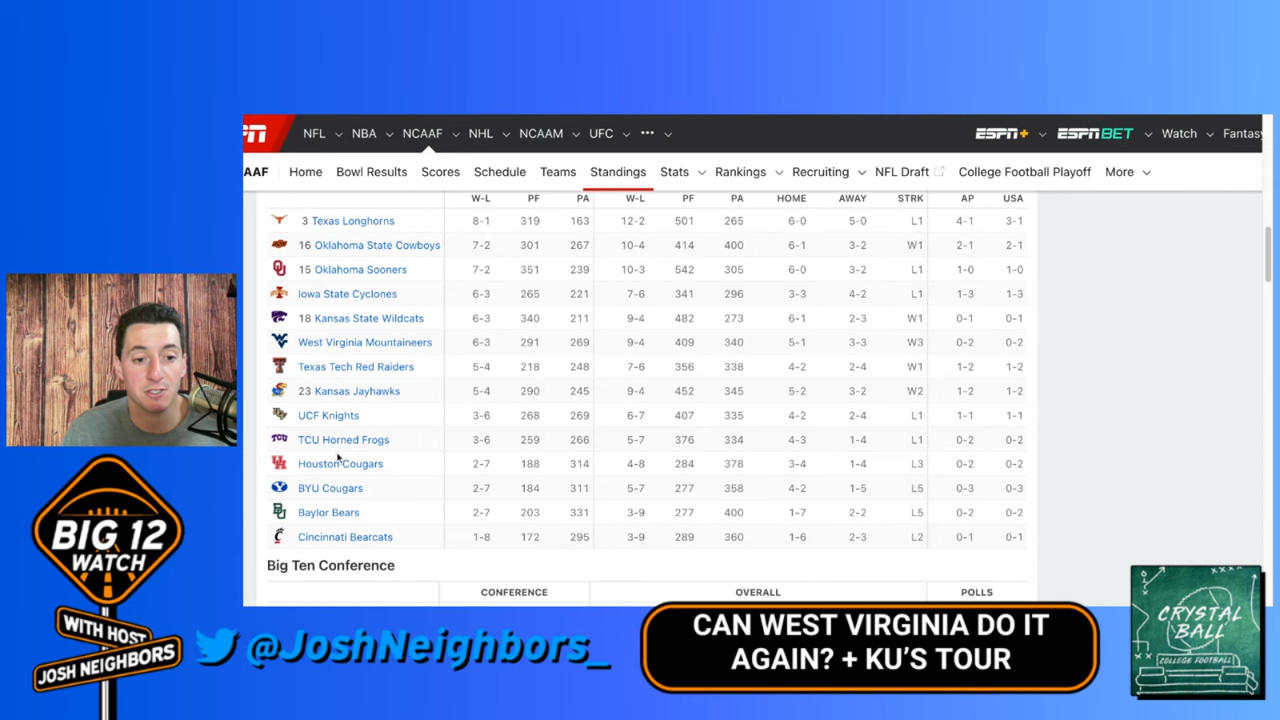 NFL NBA NCAAF NHL NCAAM UFC ••• ESPN+ ESPN BET Watch Fantasy
AAF Home Bowl Results Scores Schedule Teams Standings Stats Rankings Recruiting NFL Draft College Football Playoff More
W-L PF PA W-L PF PA HOME AWAY STRK AP USA
3 Texas Longhorns 8-1 319 163 12-2 501 265 6-0 5-0 L1 4-1 3-1
16 Oklahoma State Cowboys 7-2 301 267 10-4 414 400 6-1 3-2 W1 2-1 2-1
15 Oklahoma Sooners 7-2 351 239 10-3 542 305 6-0 3-2 L1 1-0 1-0
Iowa State Cyclones 6-3 265 221 7-6 341 296 3-3 4-2 L1 1-3 1-3
18 Kansas State Wildcats 6-3 340 211 9-4 482 273 6-1 2-3 W1 0-1 0-1
West Virginia Mountaineers 6-3 291 269 9-4 409 340 5-1 3-3 W3 0-2 0-2
Texas Tech Red Raiders 5-4 218 248 7-6 356 338 4-2 2-4 W1 1-2 1-2
23 Kansas Jayhawks 5-4 290 245 9-4 452 345 5-2 3-2 W2 1-2 1-2
UCF Knights 3-6 268 269 6-7 407 335 4-2 2-4 L1 1-1 1-1
TCU TCU Horned Frogs 3-6 259 266 5-7 376 334 4-3 1-4 L1 0-2 0-2
Houston Cougars 2-7 188 314 4-8 284 378 3-4 1-4 L3 0-2 0-2
BYU Cougars 2-7 184 311 5-7 277 358 4-2 1-5 L5 0-3 0-3
Baylor Bears 2-7 203 331 3-9 277 400 1-7 2-2 L5 0-2 0-2
Cincinnati Bearcats 1-8 172 295 3-9 289 360 1-6 2-3 L2 0-1 0-1
Big Ten Conference
CONFERENCE OVERALL POLLS
BIG 12
WATCH
WITH HOST
JOSH NEIGHBORS
@JoshNeighbors_
CAN WEST VIRGINIA DO IT
AGAIN? + KU'S TOUR
CRYSTAL
BALL
COLLEGE FOOTBALL